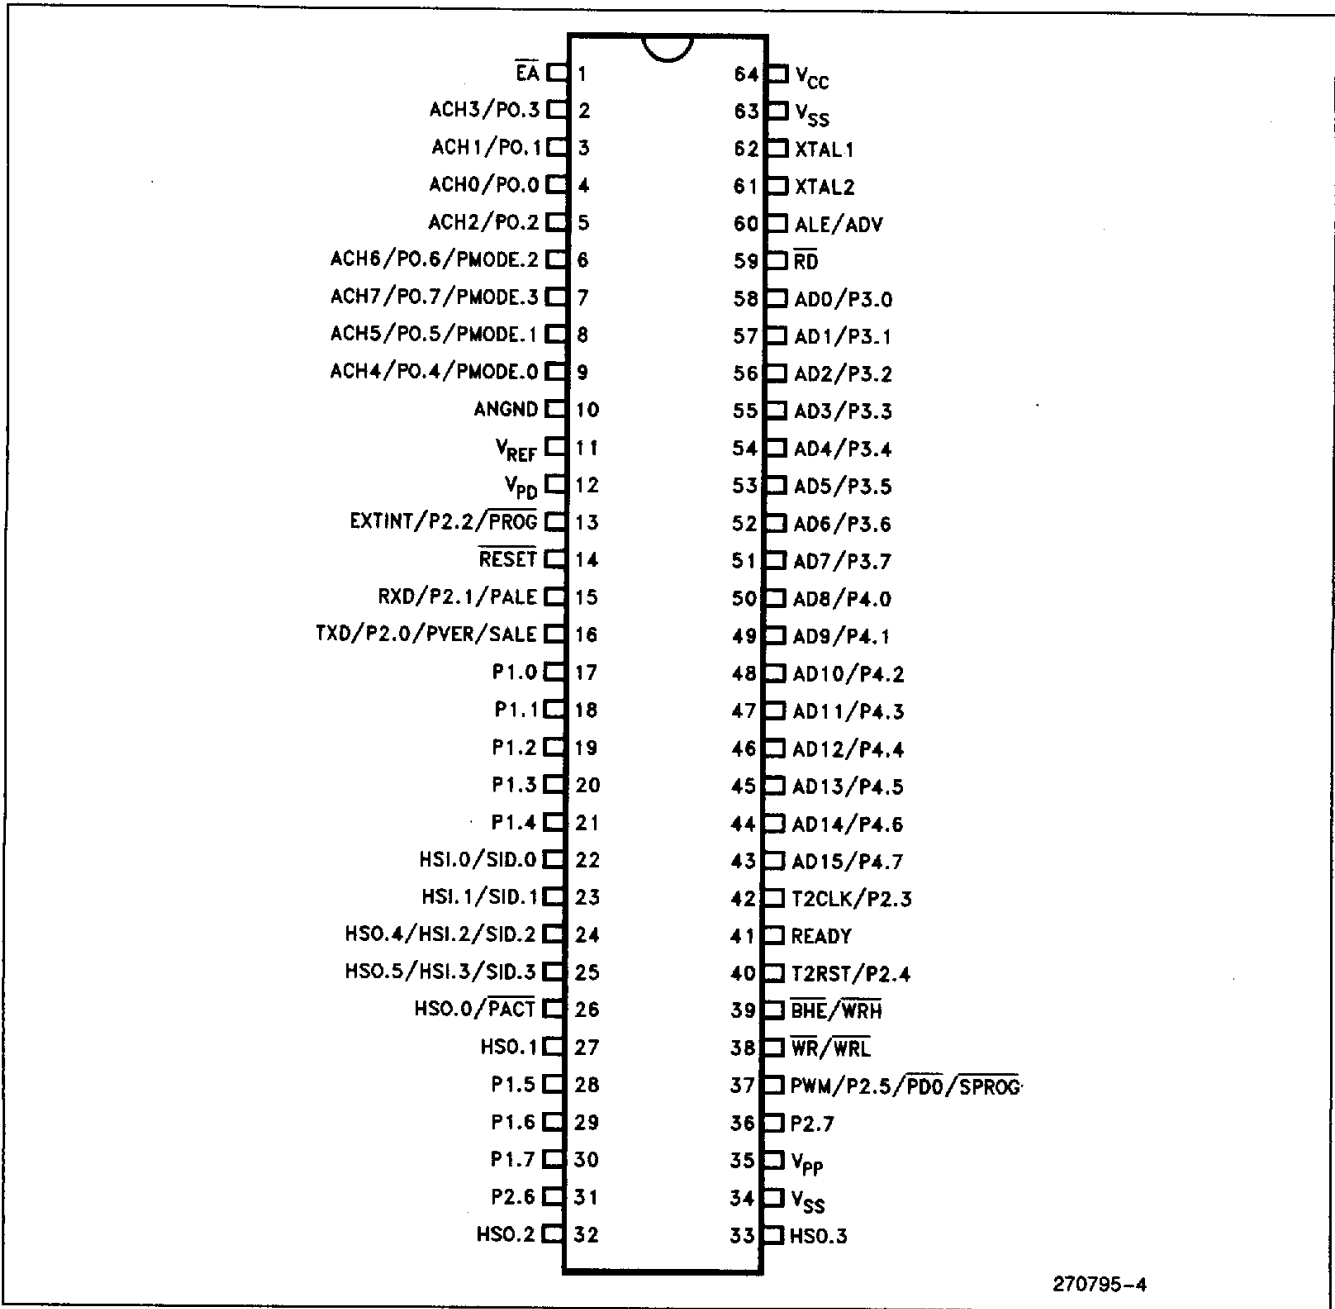 E̅A̅ 1 64 VCC
ACH3/P0.3 2 63 VSS
ACH1/P0.1 3 62 XTAL1
ACH0/P0.0 4 61 XTAL2
ACH2/P0.2 5 60 ALE/ADV
ACH6/P0.6/PMODE.2 6 59 R̅D̅
ACH7/P0.7/PMODE.3 7 58 AD0/P3.0
ACH5/P0.5/PMODE.1 8 57 AD1/P3.1
ACH4/P0.4/PMODE.0 9 56 AD2/P3.2
ANGND 10 55 AD3/P3.3
VREF 11 54 AD4/P3.4
VPD 12 53 AD5/P3.5
EXTINT/P2.2/P̅R̅O̅G̅ 13 52 AD6/P3.6
R̅E̅S̅E̅T̅ 14 51 AD7/P3.7
RXD/P2.1/PALE 15 50 AD8/P4.0
TXD/P2.0/PVER/SALE 16 49 AD9/P4.1
P1.0 17 48 AD10/P4.2
P1.1 18 47 AD11/P4.3
P1.2 19 46 AD12/P4.4
P1.3 20 45 AD13/P4.5
P1.4 21 44 AD14/P4.6
HSI.0/SID.0 22 43 AD15/P4.7
HSI.1/SID.1 23 42 T2CLK/P2.3
HSO.4/HSI.2/SID.2 24 41 READY
HSO.5/HSI.3/SID.3 25 40 T2RST/P2.4
HSO.0/P̅A̅C̅T̅ 26 39 B̅H̅E̅/W̅R̅H̅
HSO.1 27 38 W̅R̅/W̅R̅L̅
P1.5 28 37 PWM/P2.5/P̅D̅O̅/S̅P̅R̅O̅G̅
P1.6 29 36 P2.7
P1.7 30 35 VPP
P2.6 31 34 VSS
HSO.2 32 33 HSO.3
270795-4